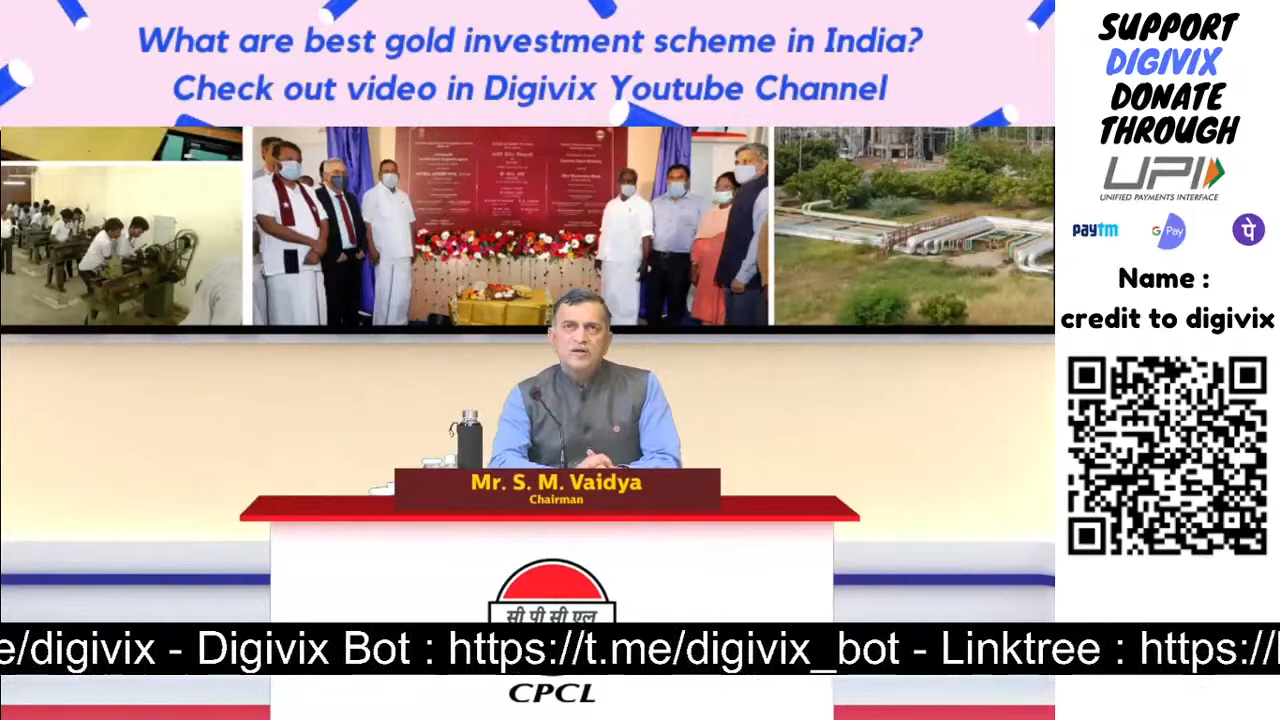 What are best gold investment scheme in India?
Check out video in Digivix Youtube Channel
SUPPORT
DIGIVIX
DONATE
THROUGH
UPI
UNIFIED PAYMENTS INTERFACE
paytm
G Pay
पे
Name :
credit to digivix
Mr. S. M. Vaidya
Chairman
सी पी सी एल
e/digivix - Digivix Bot : https://t.me/digivix_bot - Linktree : https://l
CPCL